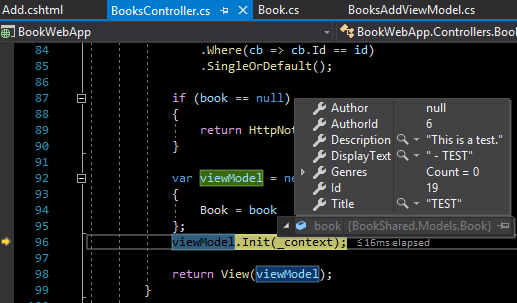 Add.cshtml BooksController.cs Book.cs BooksAddViewModel.cs
BookWebApp BookWebApp.Controllers.Boo
84 .Where(cb => cb.Id == id)
85 .SingleOrDefault();
86
87 if (book == null)
88 {
89 return HttpNot
90 }
91
92 var viewModel = ne
93 {
94 Book = book
95 };
96 viewModel.Init(_context); ≤16ms elapsed
97
98 return View(viewModel);
99 }
Author null
AuthorId 6
Description "This is a test."
DisplayText " - TEST"
Genres Count = 0
Id 19
Title "TEST"
book {BookShared.Models.Book}